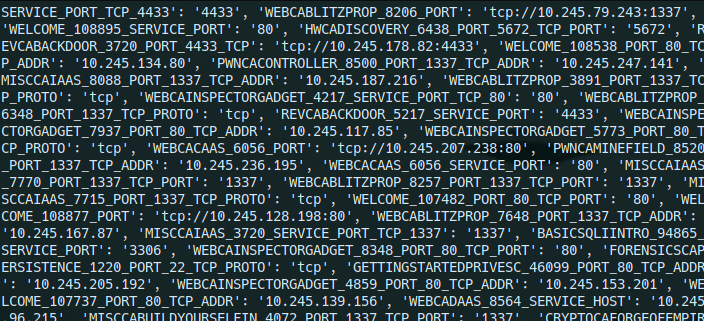 SERVICE_PORT_TCP_4433': '4433', 'WEBCABLITZPROP_8206_PORT': 'tcp://10.245.79.243:1337',
'WELCOME_108895_SERVICE_PORT': '80', 'HWCADISCOVERY_6438_PORT_5672_TCP_PORT': '5672', 'R
EVCABACKDOOR_3720_PORT_4433_TCP': 'tcp://10.245.178.82:4433', 'WELCOME_108538_PORT_80_TC
P_ADDR': '10.245.134.80', 'PWNCACONTROLLER_8500_PORT_1337_TCP_ADDR': '10.245.247.141', '
MISCCAIAAS_8088_PORT_1337_TCP_ADDR': '10.245.187.216', 'WEBCABLITZPROP_3891_PORT_1337_TC
P_PROTO': 'tcp', 'WEBCAINSPECTORGADGET_4217_SERVICE_PORT_TCP_80': '80', 'WEBCABLITZPROP_
6348_PORT_1337_TCP_PROTO': 'tcp', 'REVCABACKDOOR_5217_SERVICE_PORT': '4433', 'WEBCAINSPE
CTORGADGET_7937_PORT_80_TCP_ADDR': '10.245.117.85', 'WEBCAINSPECTORGADGET_5773_PORT_80_T
CP_PROTO': 'tcp', 'WEBCACAAS_6056_PORT': 'tcp://10.245.207.238:80', 'PWNCAMINEFIELD_8520
_PORT_1337_TCP_ADDR': '10.245.236.195', 'WEBCACAAS_6056_SERVICE_PORT': '80', 'MISCCAIAAS
_7770_PORT_1337_TCP_PORT': '1337', 'WEBCABLITZPROP_8257_PORT_1337_TCP_PORT': '1337', 'MI
SCCAIAAS_7715_PORT_1337_TCP_PROTO': 'tcp', 'WELCOME_107482_PORT_80_TCP_PORT': '80', 'WEL
COME_108877_PORT': 'tcp://10.245.128.198:80', 'WEBCABLITZPROP_7648_PORT_1337_TCP_ADDR':
'10.245.167.87', 'MISCCAIAAS_3720_SERVICE_PORT_TCP_1337': '1337', 'BASICSQLIINTRO_94865_
SERVICE_PORT': '3306', 'WEBCAINSPECTORGADGET_8348_PORT_80_TCP_PORT': '80', 'FORENSICSCAP
ERSISTENCE_1220_PORT_22_TCP_PROTO': 'tcp', 'GETTINGSTARTEDPRIVESC_46099_PORT_80_TCP_ADDR
': '10.245.205.192', 'WEBCAINSPECTORGADGET_4859_PORT_80_TCP_ADDR': '10.245.153.201', 'WE
LCOME_107737_PORT_80_TCP_ADDR': '10.245.139.156', 'WEBCADAAS_8564_SERVICE_HOST': '10.245
.96.215', 'MISCCABUILDYOURSELFIN_4072_PORT_1337_TCP_PORT': '1337', 'CRYPTOCAFORGEOFEMPIR